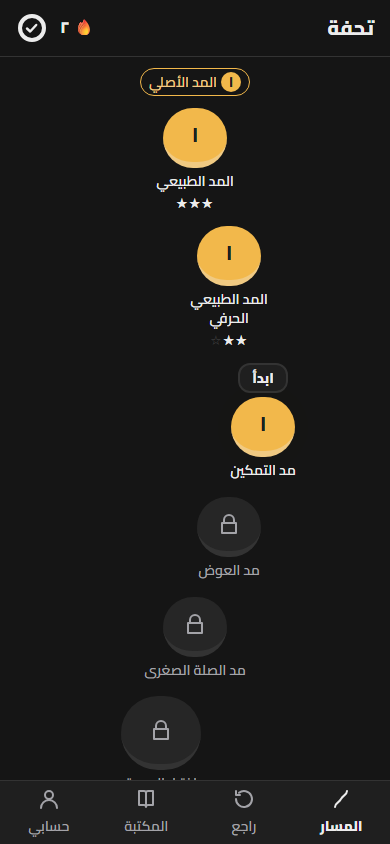 تحفة
٢
ا المد الأصلي
ا
المد الطبيعي
★★★
ا
المد الطبيعي
الحرفي
★★☆
ابدأ
ا
مد التمكين
مد العوض
مد الصلة الصغرى
المسار
راجع
المكتبة
حسابي